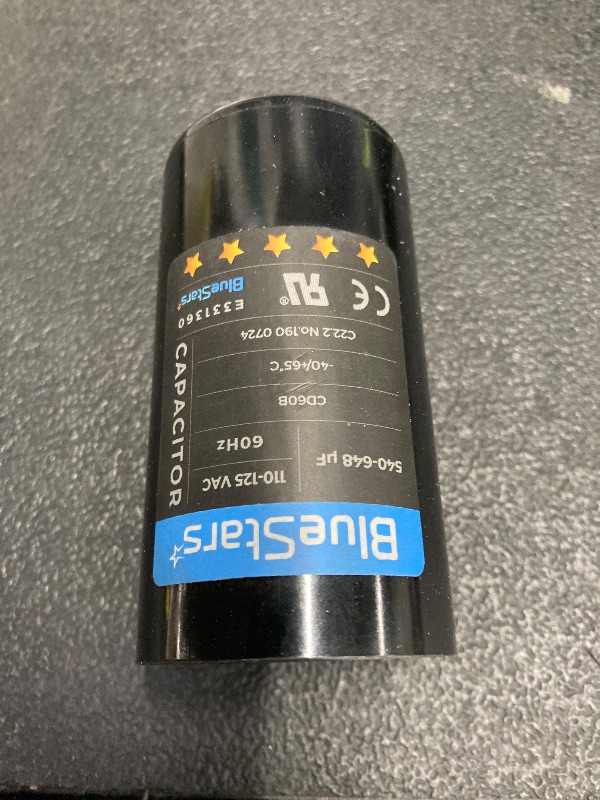 BlueStars
540-648 µF
110-125 VAC
60Hz
CD60B
-40/+65°C
C22.2 No.190 0724
CE
RU
®
E331360
BlueStars
CAPACITOR